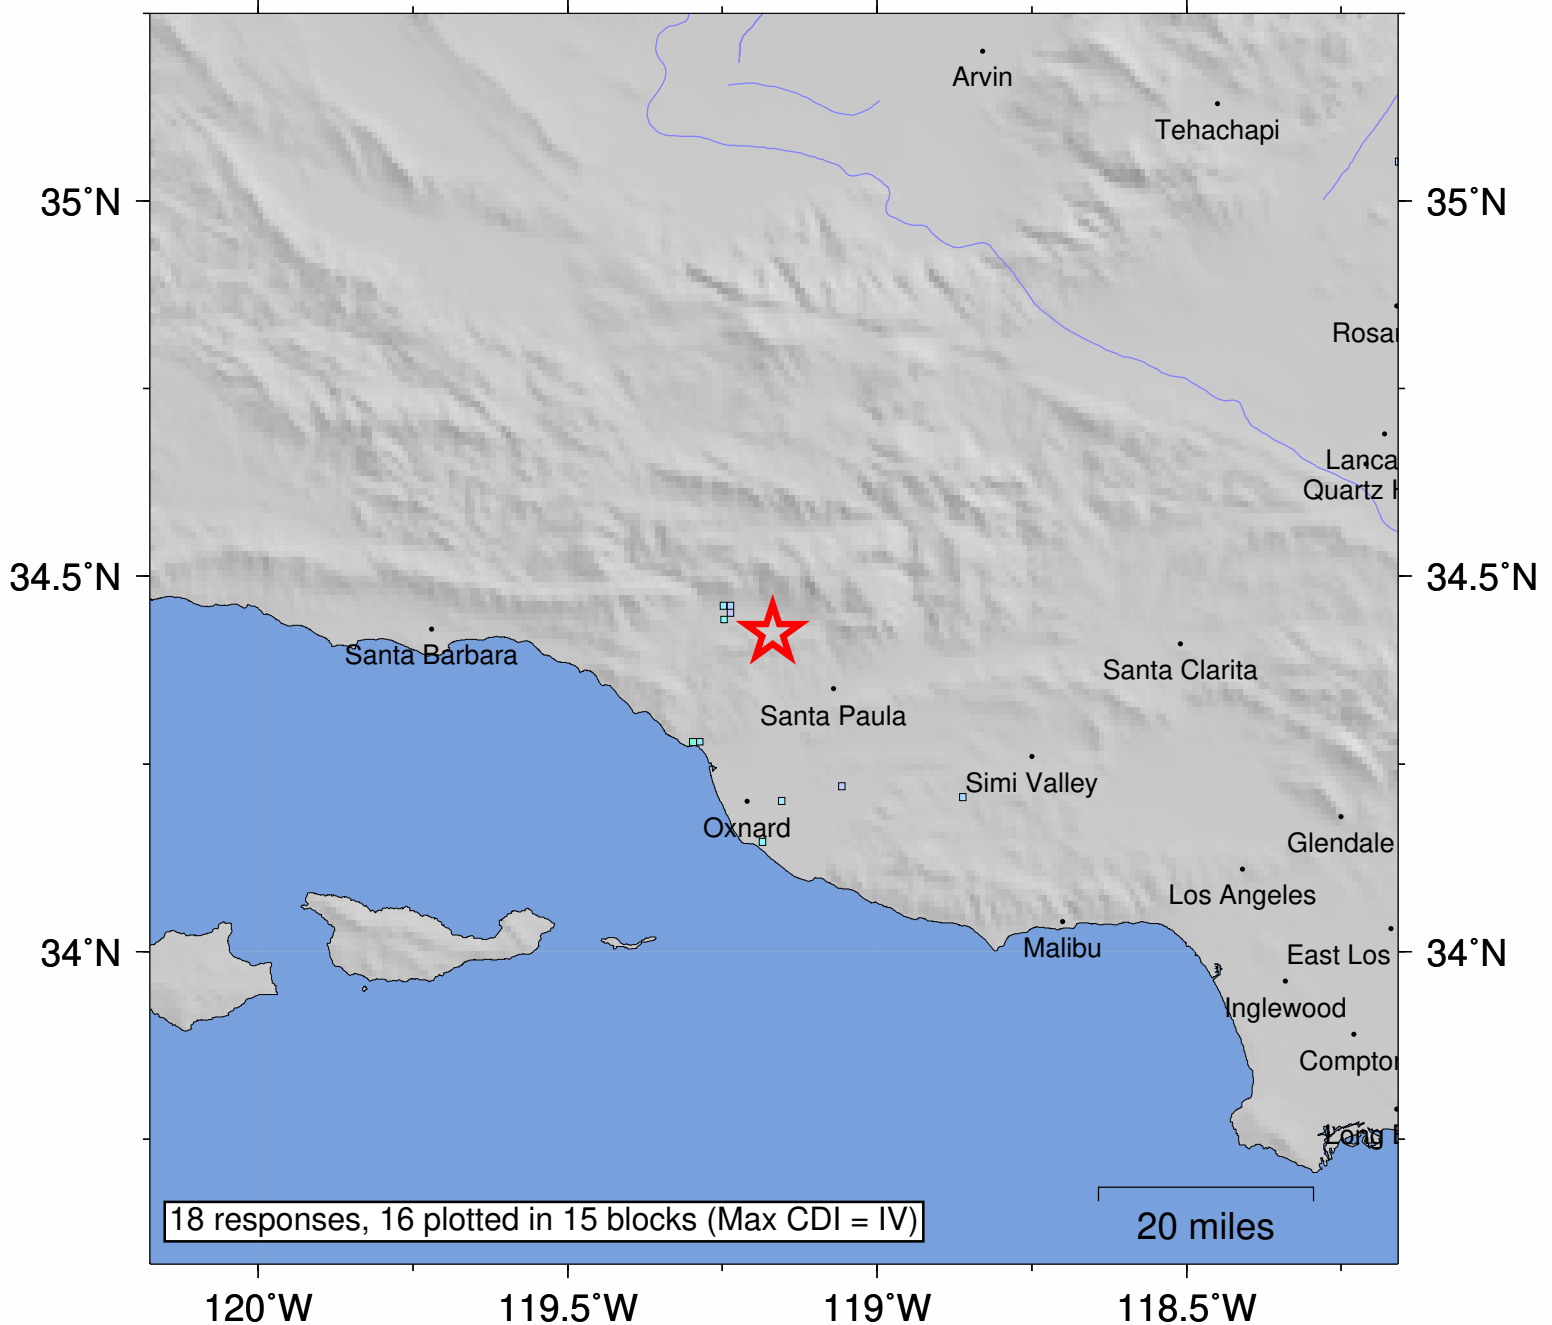 Arvin
Tehachapi
35°N
35°N
Rosa
Lanca
Quartz H
34.5°N
34.5°N
Santa Barbara
Santa Clarita
Santa Paula
Simi Valley
Oxnard
Glendale
Los Angeles
34°N
Malibu
East Los
34°N
Inglewood
Compton
Long
18 responses, 16 plotted in 15 blocks (Max CDI = IV)
20 miles
120°W
119.5°W
119°W
118.5°W